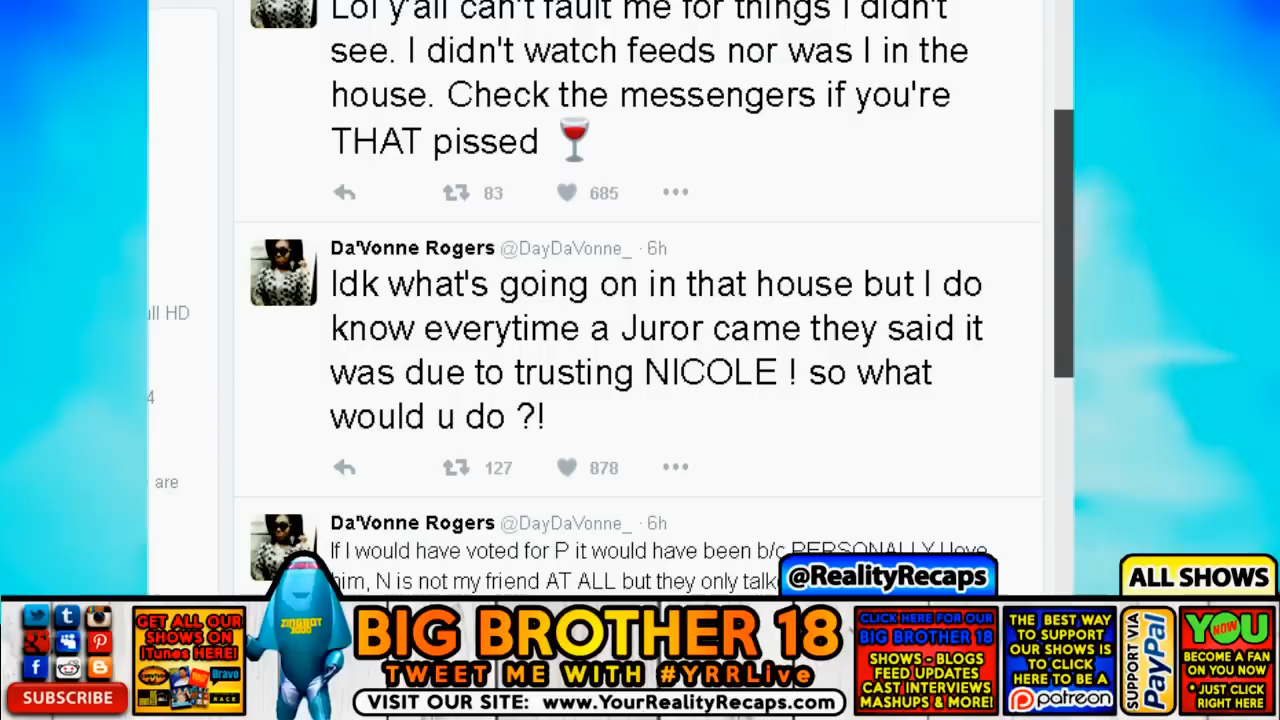 Lol y'all can't fault me for things I didn't
see. I didn't watch feeds nor was I in the
house. Check the messengers if you're
THAT pissed 🍷
83 685
Da'Vonne Rogers @DayDaVonne_ · 6h
Idk what's going on in that house but I do
know everytime a Juror came they said it
was due to trusting NICOLE ! so what
would u do ?!
127 878
Da'Vonne Rogers @DayDaVonne_ · 6h
If I would have voted for P it would have been b/c PERSONALLY I love
him, N is not my friend AT ALL but they only talk
ull HD
4
are
@RealityRecaps
ALL SHOWS
SUBSCRIBE
GET ALL OUR
SHOWS ON
iTunes HERE!
Bravo
RACE
ZINGBOT
3000
BIG BROTHER 18
TWEET ME WITH #YRRLive
VISIT OUR SITE: www.YourRealityRecaps.com
CLICK HERE FOR OUR
BIG BROTHER 18
SHOWS - BLOGS
FEED UPDATES
CAST INTERVIEWS
MASHUPS & MORE!
THE BEST WAY
TO SUPPORT
OUR SHOWS IS
TO CLICK
HERE TO BE A
patreon
SUPPORT VIA
PayPal
YOU
NOW
BECOME A FAN
ON YOU NOW
* JUST CLICK
RIGHT HERE